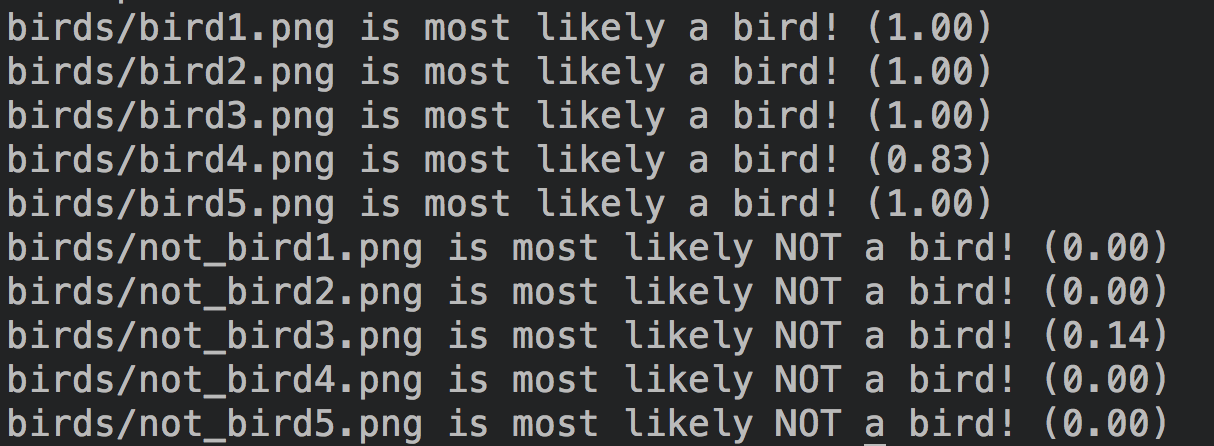 birds/bird1.png is most likely a bird! (1.00)
birds/bird2.png is most likely a bird! (1.00)
birds/bird3.png is most likely a bird! (1.00)
birds/bird4.png is most likely a bird! (0.83)
birds/bird5.png is most likely a bird! (1.00)
birds/not_bird1.png is most likely NOT a bird! (0.00)
birds/not_bird2.png is most likely NOT a bird! (0.00)
birds/not_bird3.png is most likely NOT a bird! (0.14)
birds/not_bird4.png is most likely NOT a bird! (0.00)
birds/not_bird5.png is most likely NOT a bird! (0.00)